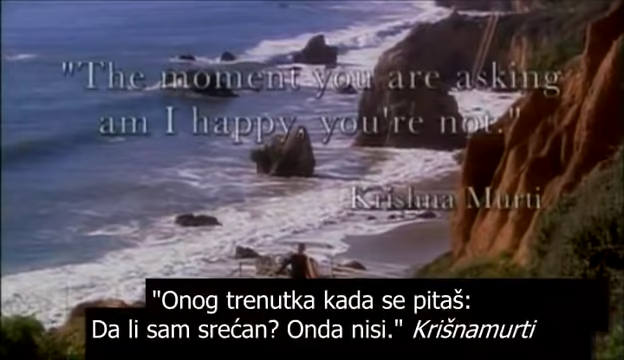 "The moment you are asking
am I happy, you're not."
Krishna Murti
"Onog trenutka kada se pitaš:
Da li sam srećan? Onda nisi." Krišnamurti